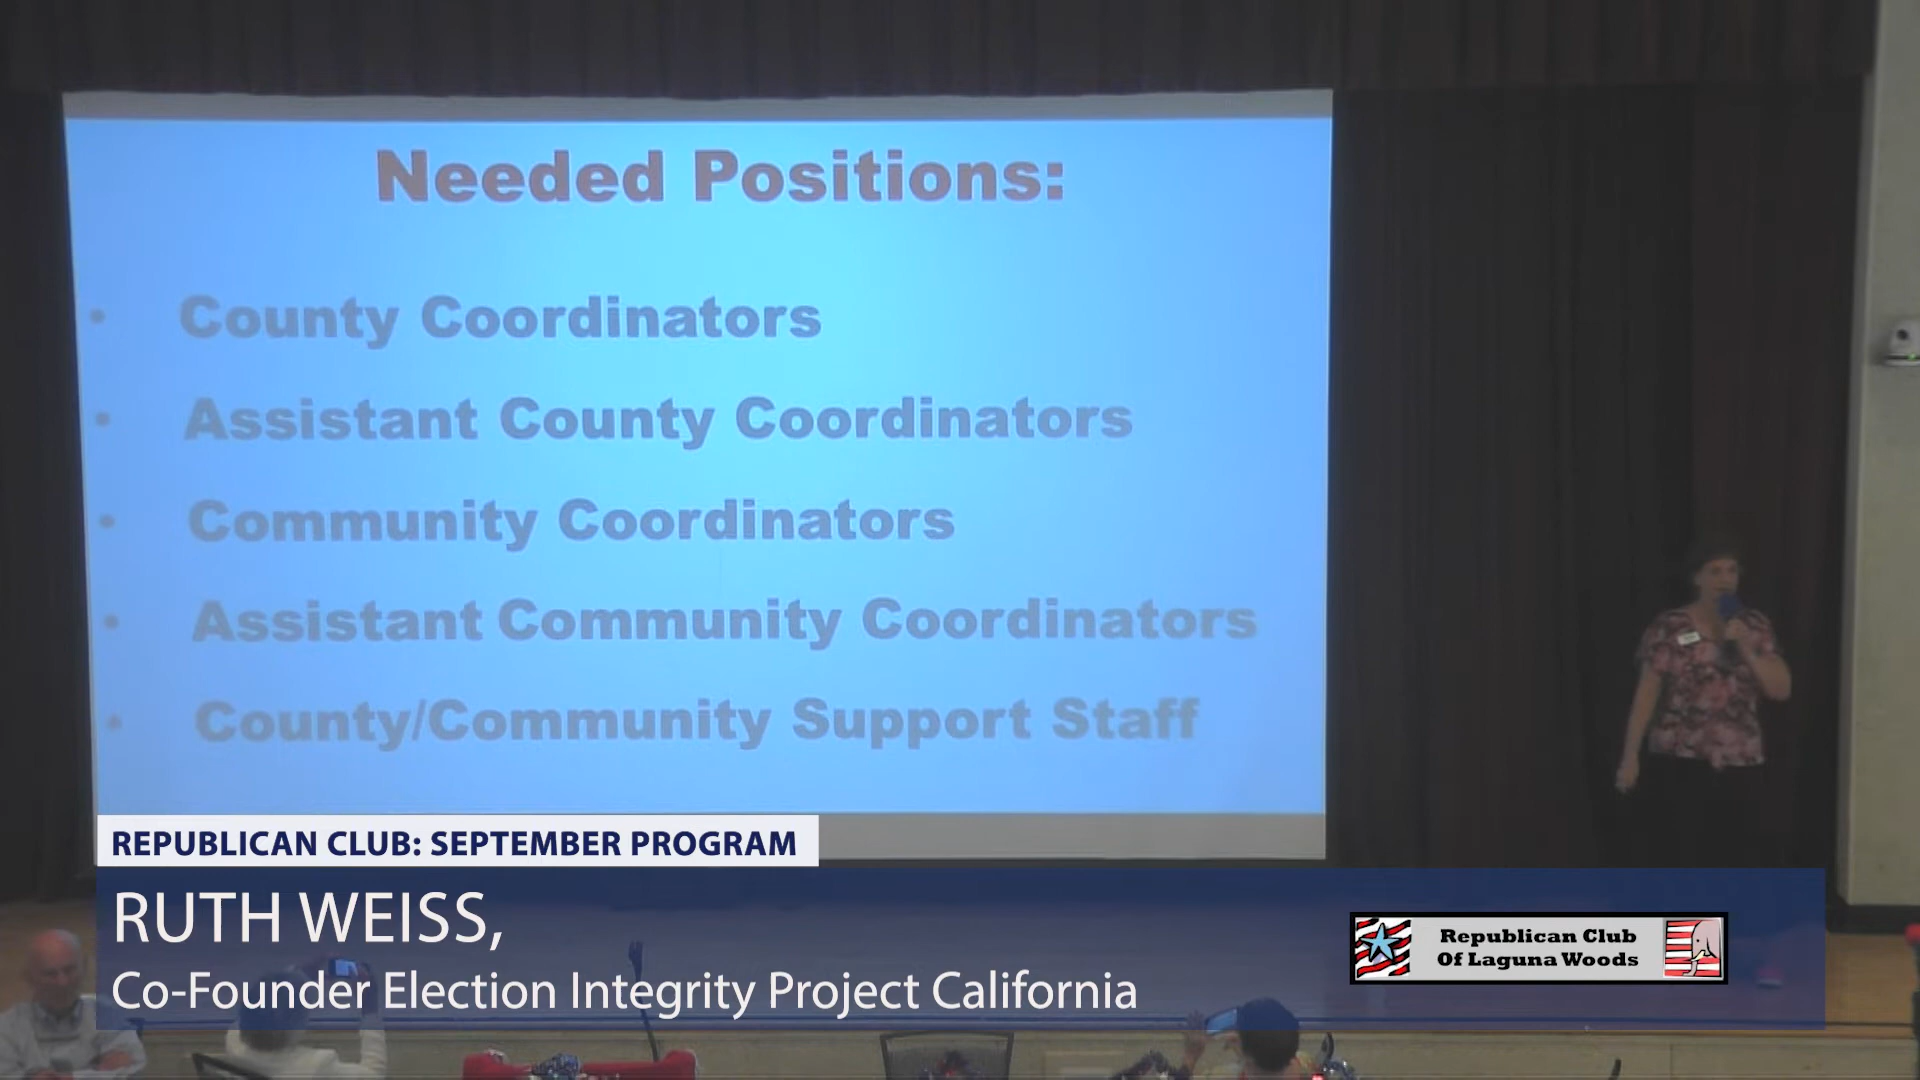 Needed Positions:
• County Coordinators
• Assistant County Coordinators
• Community Coordinators
• Assistant Community Coordinators
• County/Community Support Staff
REPUBLICAN CLUB: SEPTEMBER PROGRAM
RUTH WEISS,
Co-Founder Election Integrity Project California
Republican Club
Of Laguna Woods